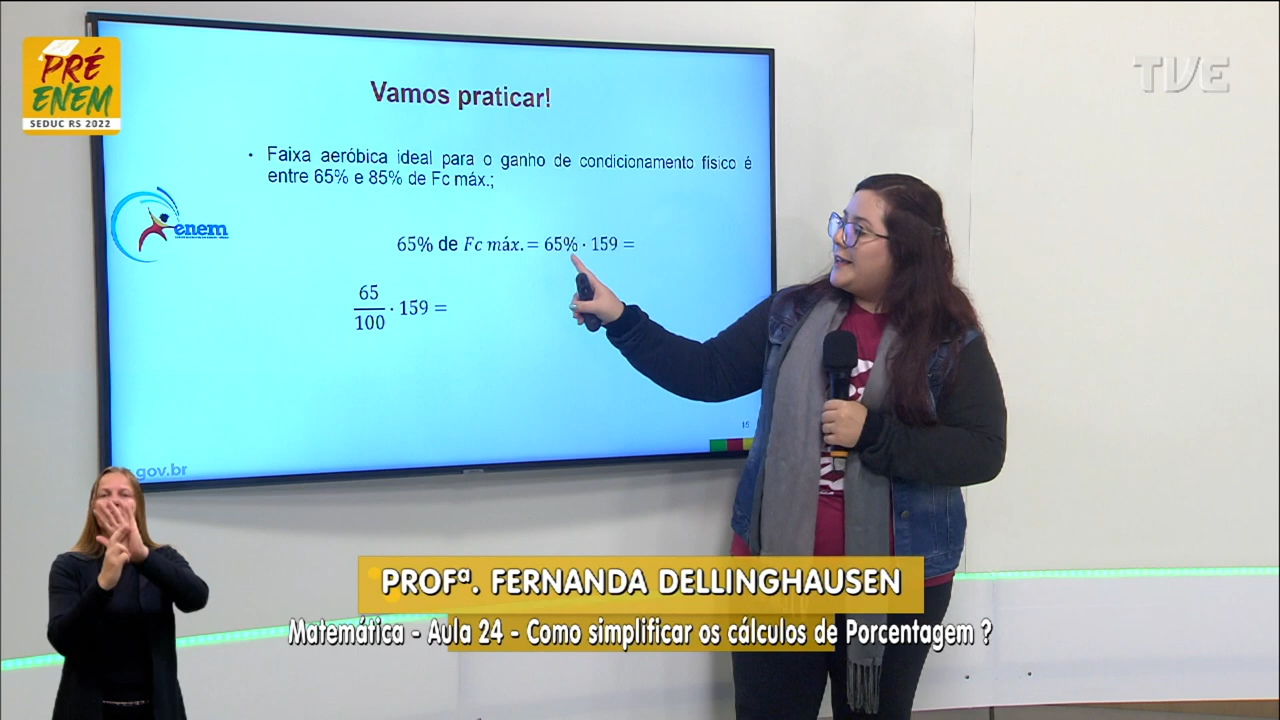 PRÉ
ENEM
SEDUC RS 2022
TVE
Vamos praticar!
• Faixa aeróbica ideal para o ganho de condicionamento físico é
entre 65% e 85% de Fc máx.;
enem
65% de Fc máx. = 65% · 159 =
65
100
· 159 =
15
.gov.br
PROFª. FERNANDA DELLINGHAUSEN
Matemática - Aula 24 - Como simplificar os cálculos de Porcentagem ?